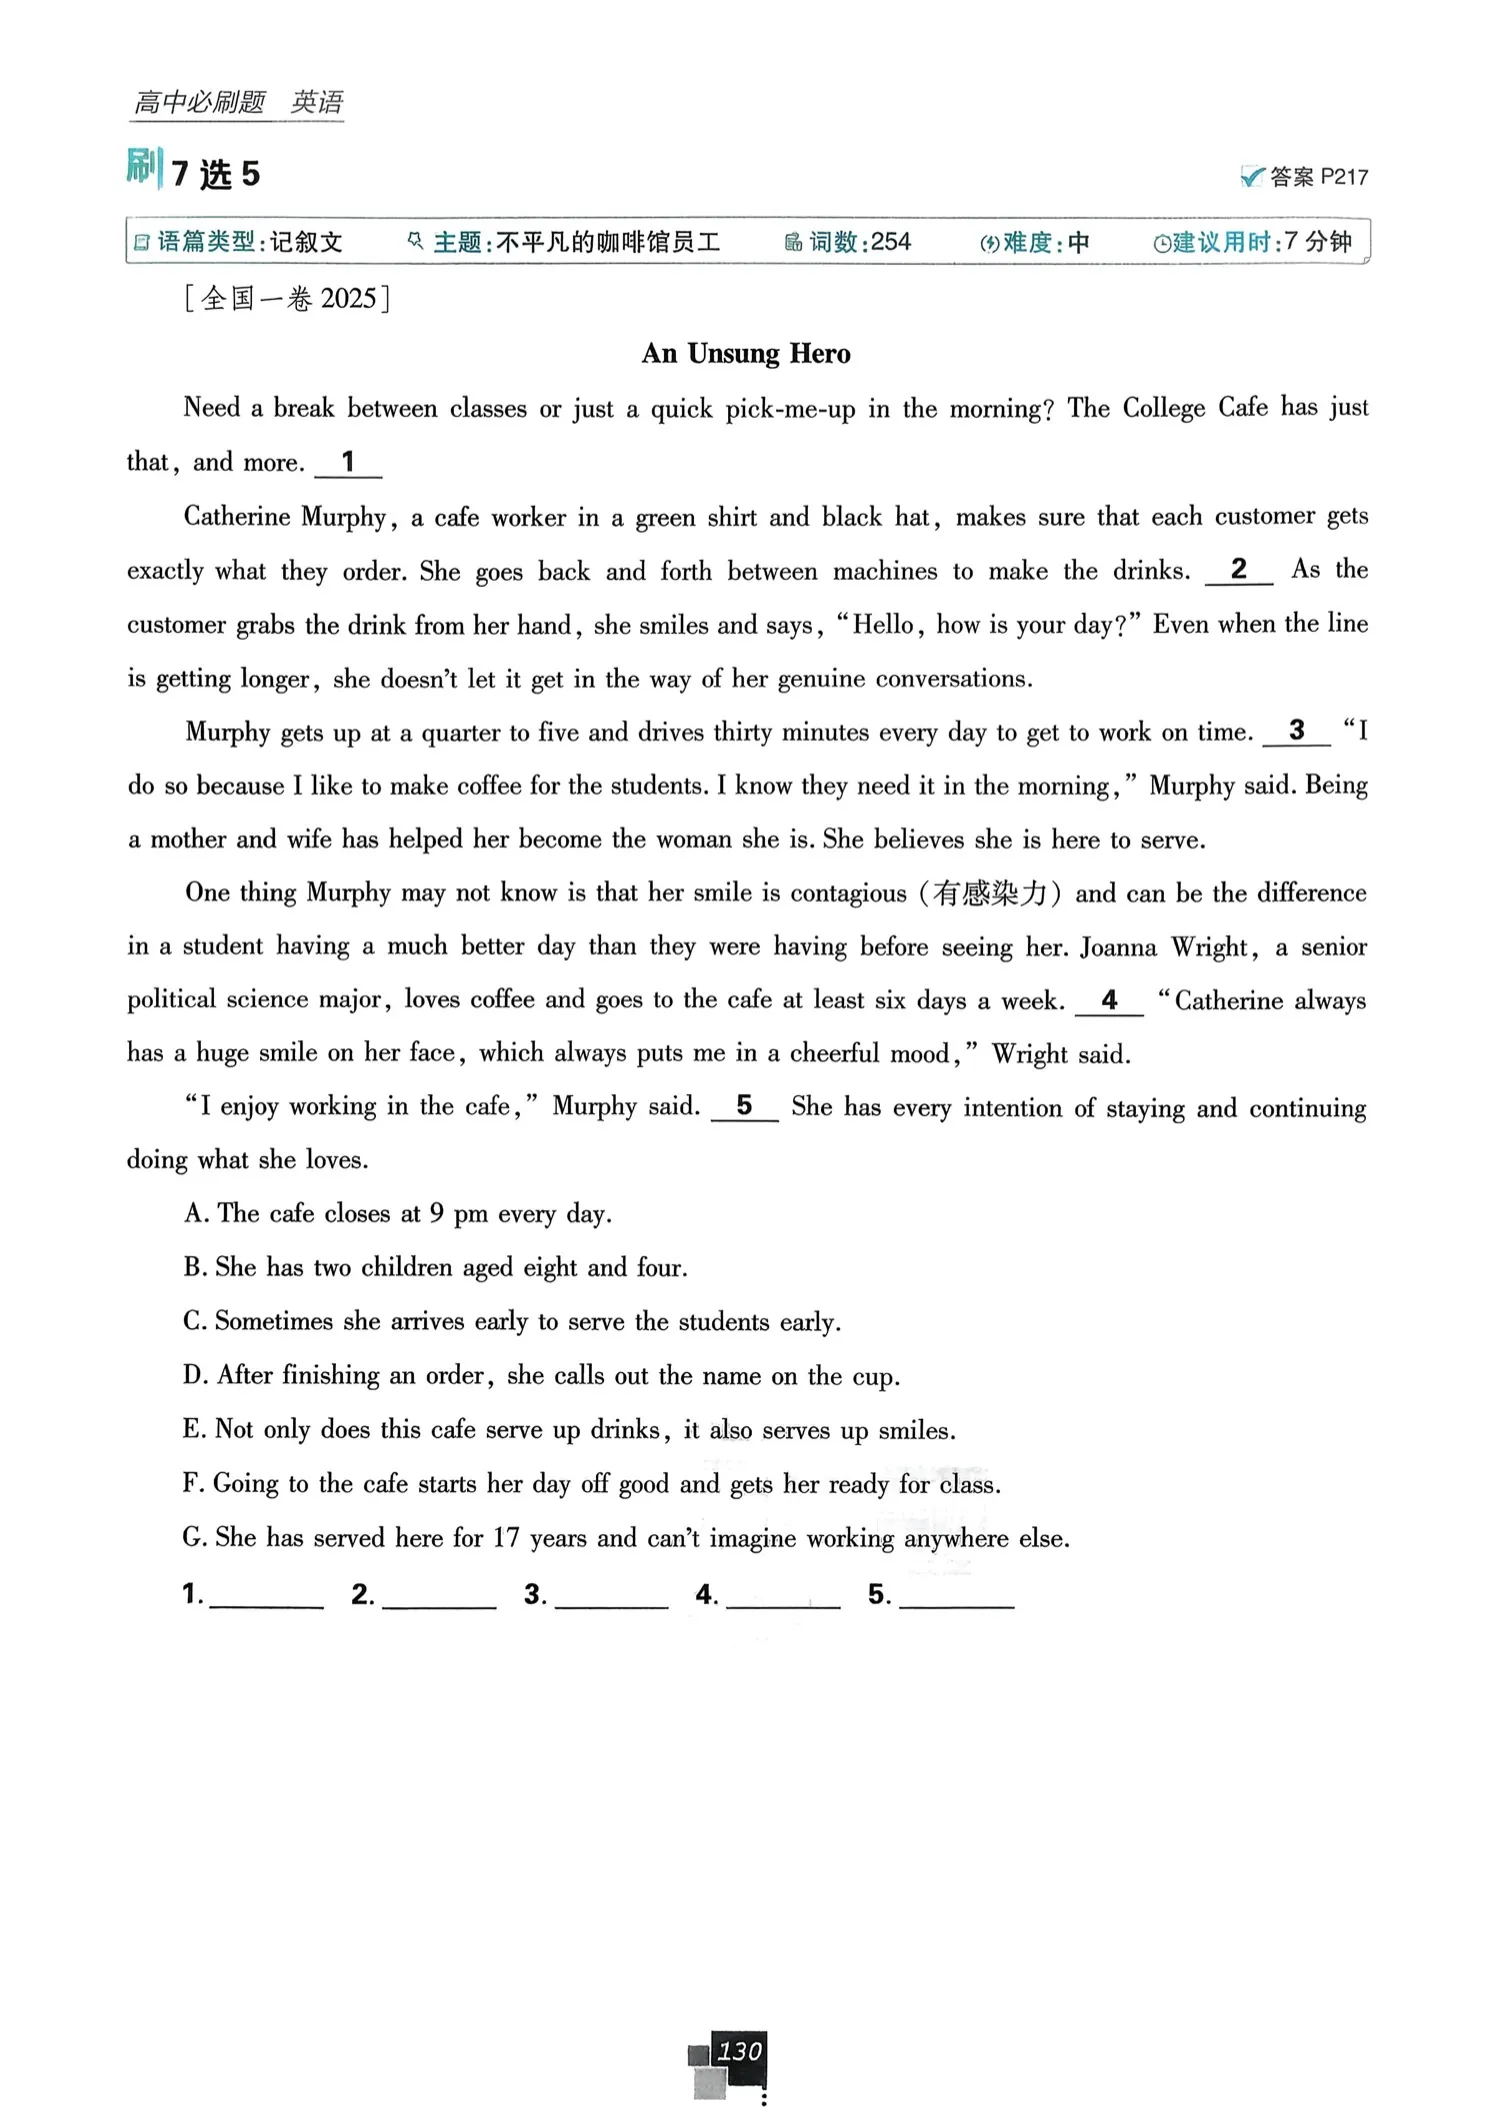 高中必刷题 英语
刷 7 选 5
答案 P217
语篇类型:记叙文 主题:不平凡的咖啡馆员工 词数:254 难度:中 建议用时:7 分钟
[全国一卷 2025]
An Unsung Hero
Need a break between classes or just a quick pick-me-up in the morning? The College Cafe has just
that, and more. 1
Catherine Murphy, a cafe worker in a green shirt and black hat, makes sure that each customer gets
exactly what they order. She goes back and forth between machines to make the drinks. 2 As the
customer grabs the drink from her hand, she smiles and says, “Hello, how is your day?” Even when the line
is getting longer, she doesn’t let it get in the way of her genuine conversations.
Murphy gets up at a quarter to five and drives thirty minutes every day to get to work on time. 3 “I
do so because I like to make coffee for the students. I know they need it in the morning,” Murphy said. Being
a mother and wife has helped her become the woman she is. She believes she is here to serve.
One thing Murphy may not know is that her smile is contagious (有感染力) and can be the difference
in a student having a much better day than they were having before seeing her. Joanna Wright, a senior
political science major, loves coffee and goes to the cafe at least six days a week. 4 “Catherine always
has a huge smile on her face, which always puts me in a cheerful mood,” Wright said.
“I enjoy working in the cafe,” Murphy said. 5 She has every intention of staying and continuing
doing what she loves.
A. The cafe closes at 9 pm every day.
B. She has two children aged eight and four.
C. Sometimes she arrives early to serve the students early.
D. After finishing an order, she calls out the name on the cup.
E. Not only does this cafe serve up drinks, it also serves up smiles.
F. Going to the cafe starts her day off good and gets her ready for class.
G. She has served here for 17 years and can’t imagine working anywhere else.
1. ________ 2. ________ 3. ________ 4. ________ 5. ________
130